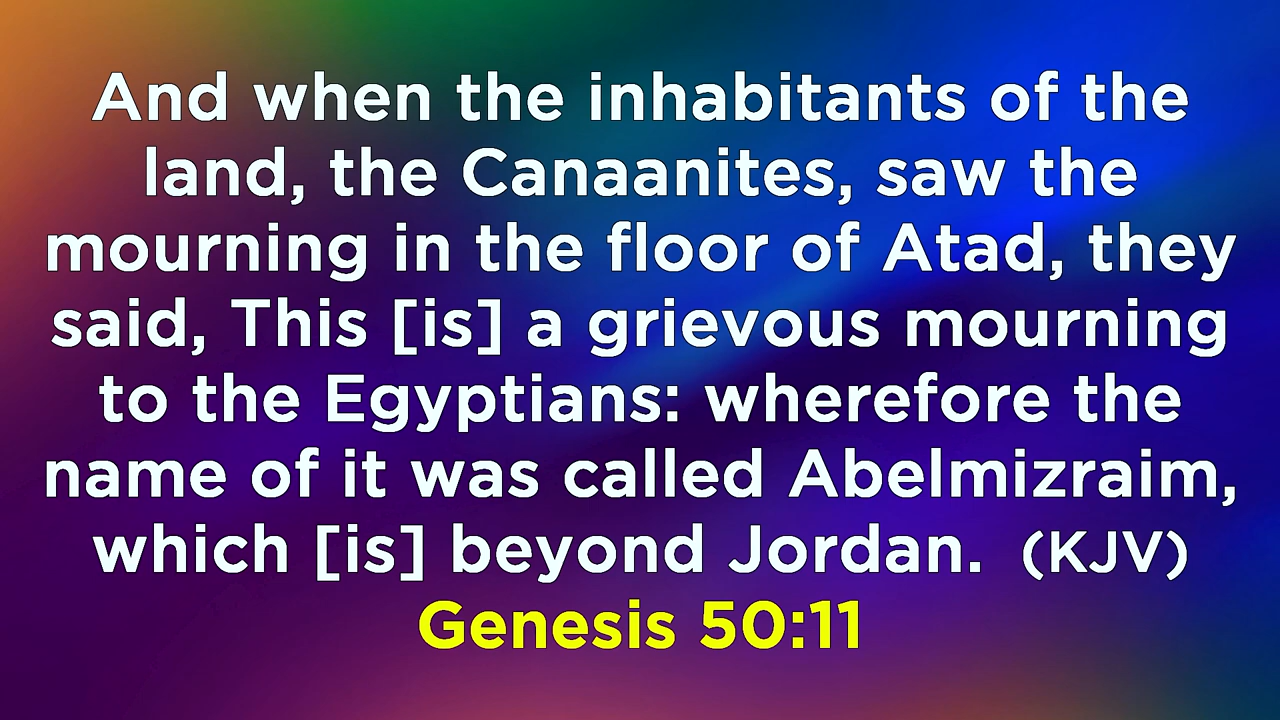 And when the inhabitants of the
land, the Canaanites, saw the
mourning in the floor of Atad, they
said, This [is] a grievous mourning
to the Egyptians: wherefore the
name of it was called Abelmizraim,
which [is] beyond Jordan. (KJV)
Genesis 50:11